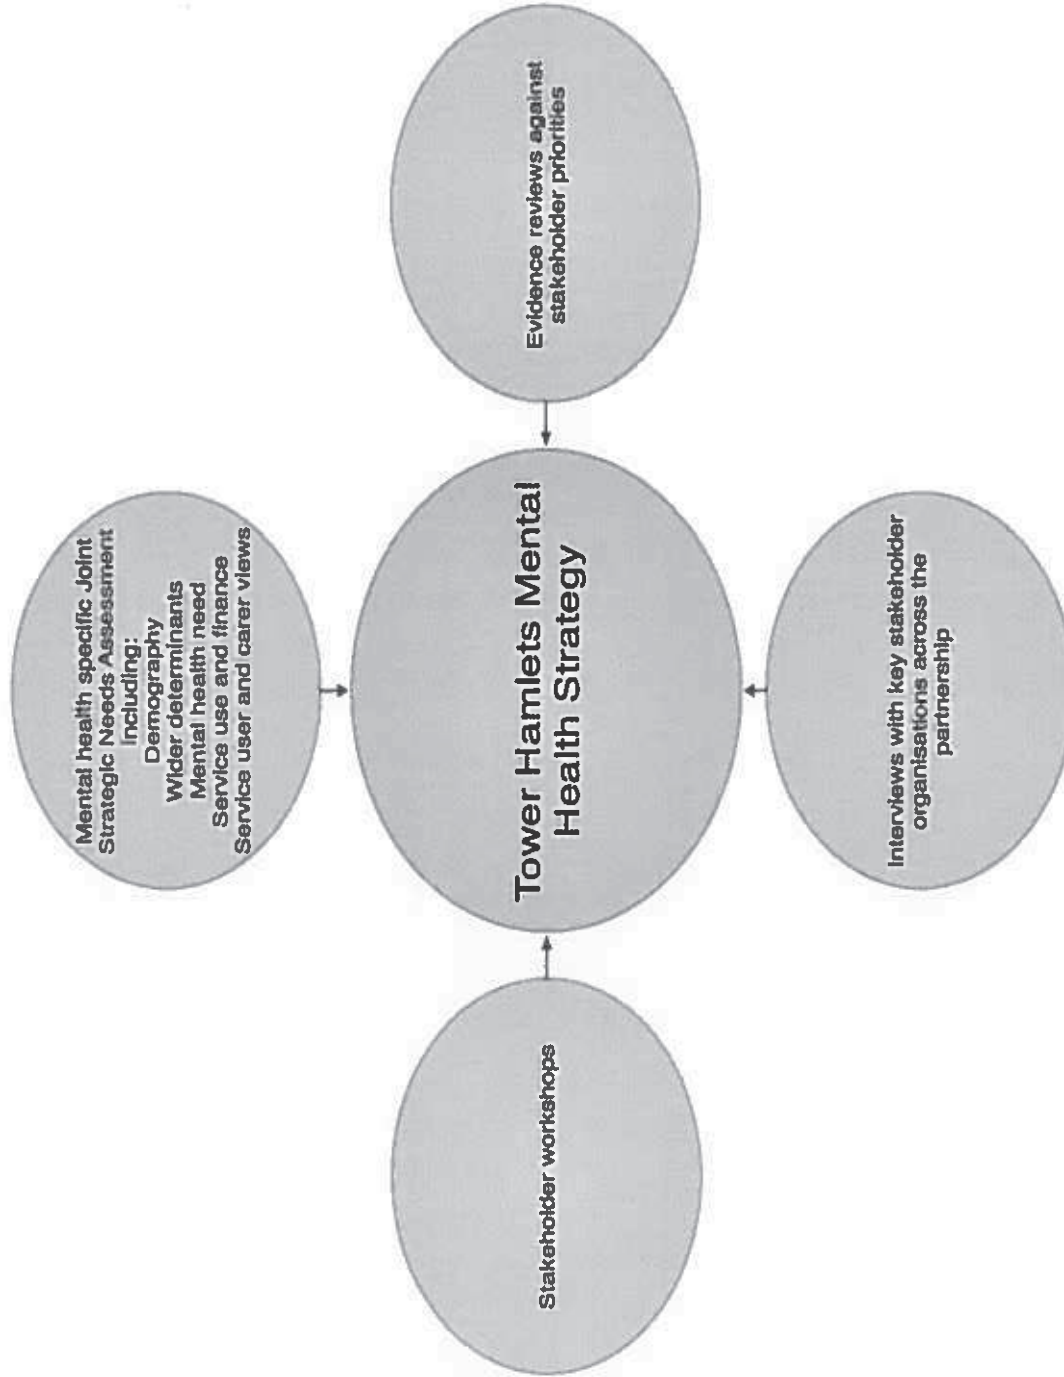 Mental health specific Joint
Strategic Needs Assessment
Including:
Demography
Wider determinants
Mental health need
Service use and finance
Service user and carer views
Stakeholder workshops
Tower Hamlets Mental
Health Strategy
Evidence reviews against
stakeholder priorities
Interviews with key stakeholder
organisations across the
partnership